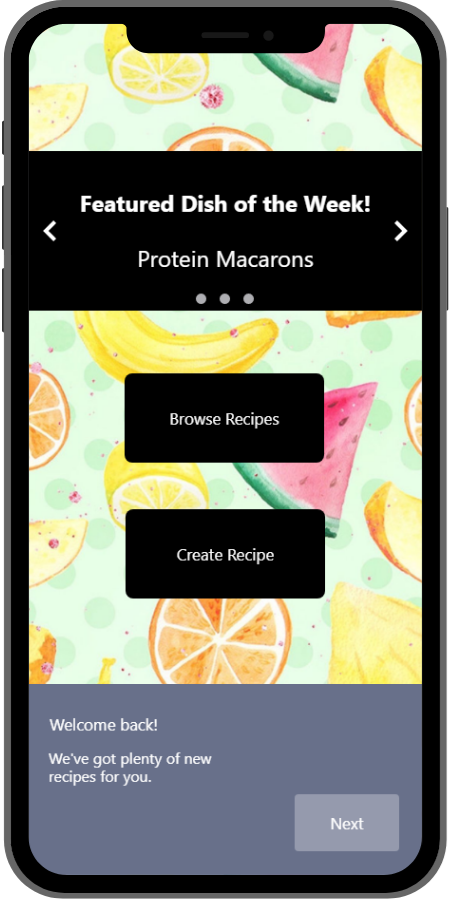 Featured Dish of the Week!
Protein Macarons
Browse Recipes
Create Recipe
Welcome back!
We've got plenty of new
recipes for you.
Next